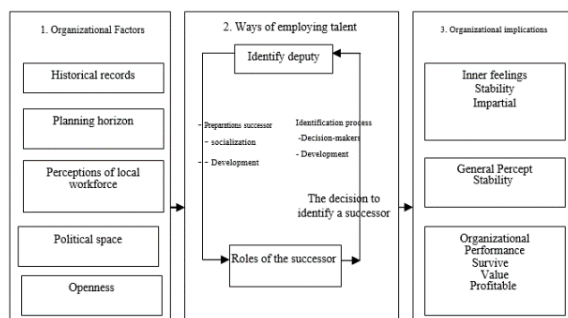 1. Organizational Factors
Historical records
Planning horizon
Perceptions of local
workforce
Political space
Openness
2. Ways of employing talent
Identify deputy
- Preparations successor
- socialization
- - Development
Identification process
-Decision-makers
- Development
The decision to
identify a successor
Roles of the successor
3. Organizational implications
Inner feelings
Stability
Impartial
General Percept
Stability
Organizational
Performance
Survive
Value
Profitable